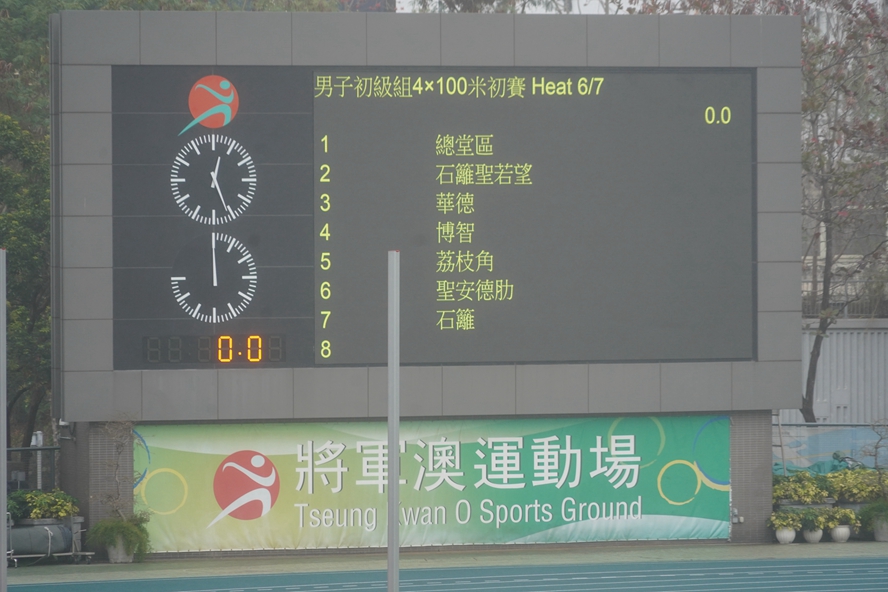 男子初級組4×100米初賽 Heat 6/7
0.0
1 總堂區
2 石籬聖若望
3 華德
4 博智
5 荔枝角
6 聖安德肋
7 石籬
8
0.0
將軍澳運動場
Tseung Kwan O Sports Ground